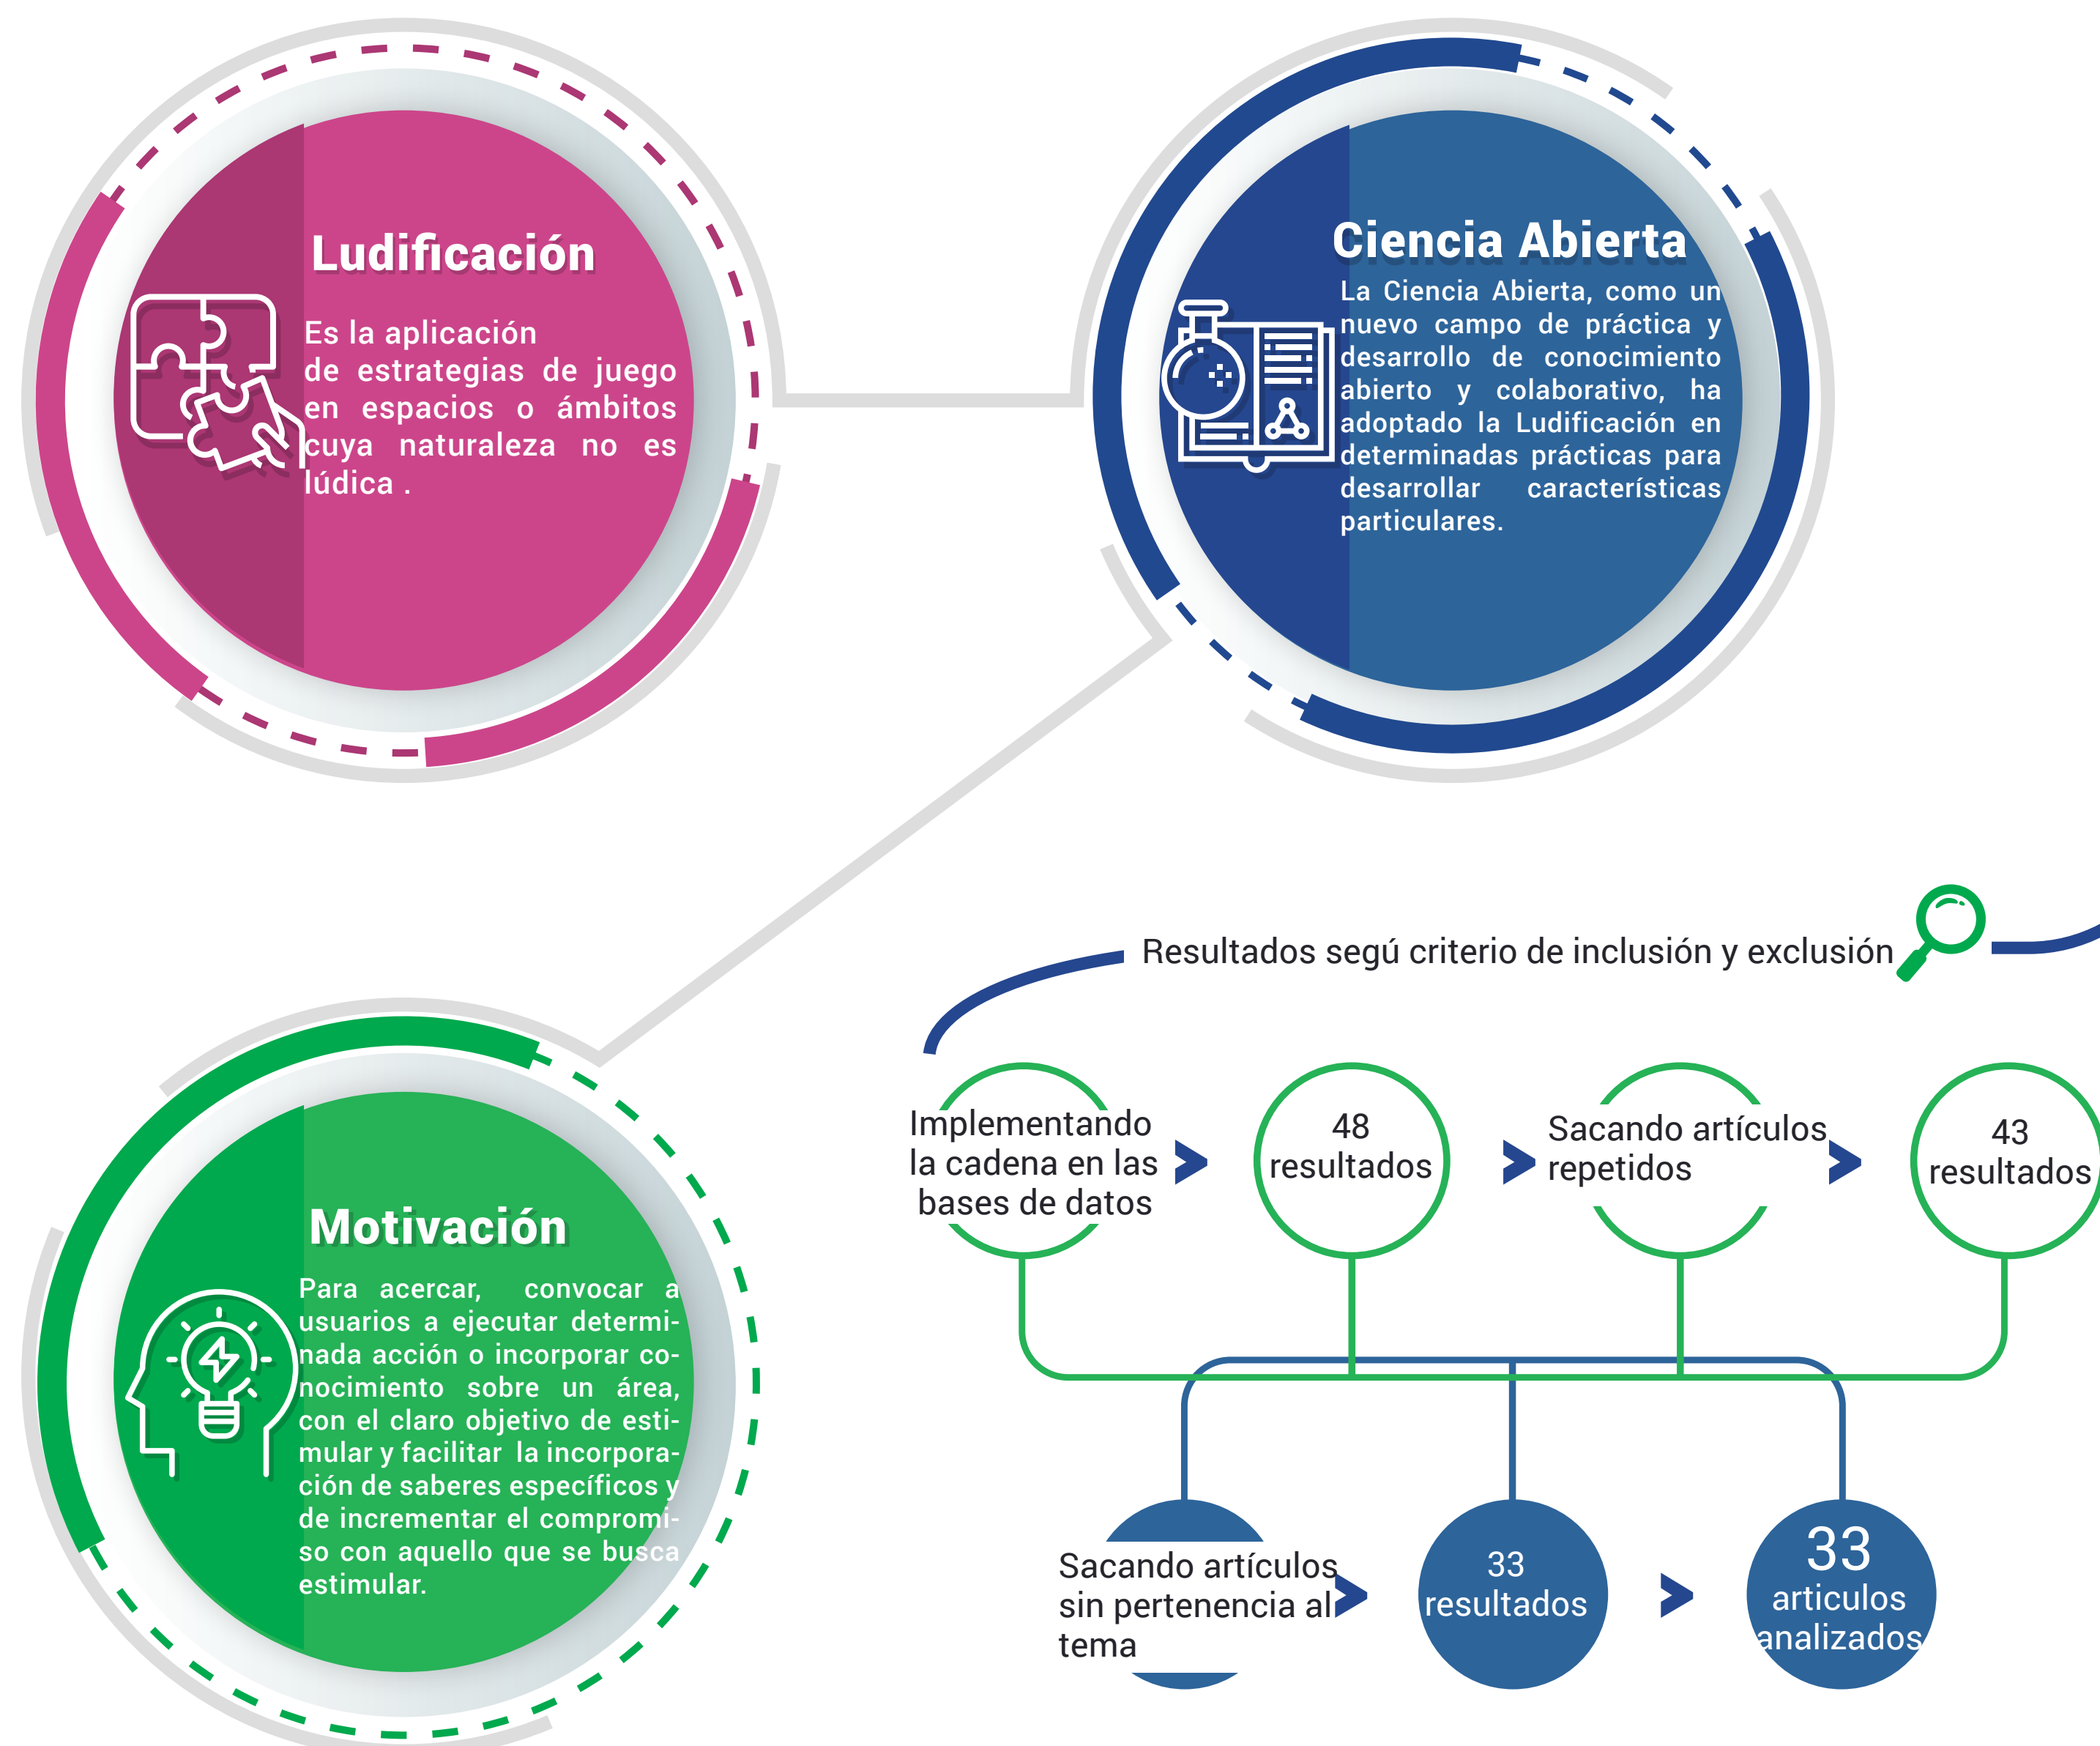 Ludificación
Es la aplicación
de estrategias de juego
en espacios o ámbitos
cuya naturaleza no es
lúdica .
Ciencia Abierta
La Ciencia Abierta, como un
nuevo campo de práctica y
desarrollo de conocimiento
abierto y colaborativo, ha
adoptado la Ludificación en
determinadas prácticas para
desarrollar características
particulares.
Motivación
Para acercar, convocar a
usuarios a ejecutar determi-
nada acción o incorporar co-
nocimiento sobre un área,
con el claro objetivo de esti-
mular y facilitar la incorpora-
ción de saberes específicos y
de incrementar el compromi-
so con aquello que se busca
estimular.
Resultados segú criterio de inclusión y exclusión
Implementando
la cadena en las
bases de datos
48
resultados
Sacando artículos
repetidos
43
resultados
Sacando artículos
sin pertenencia al
tema
33
resultados
33
articulos
analizados